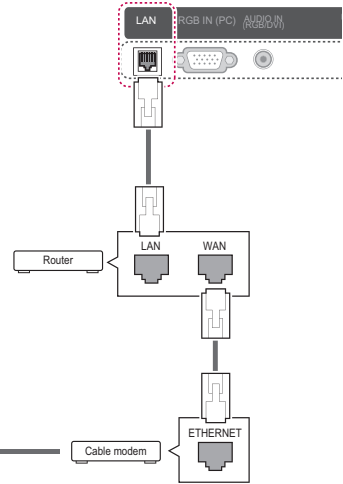 LAN
RGB IN (PC)
AUDIO IN
(RGB/DVI)
LAN
WAN
Router
ETHERNET
Cable modem